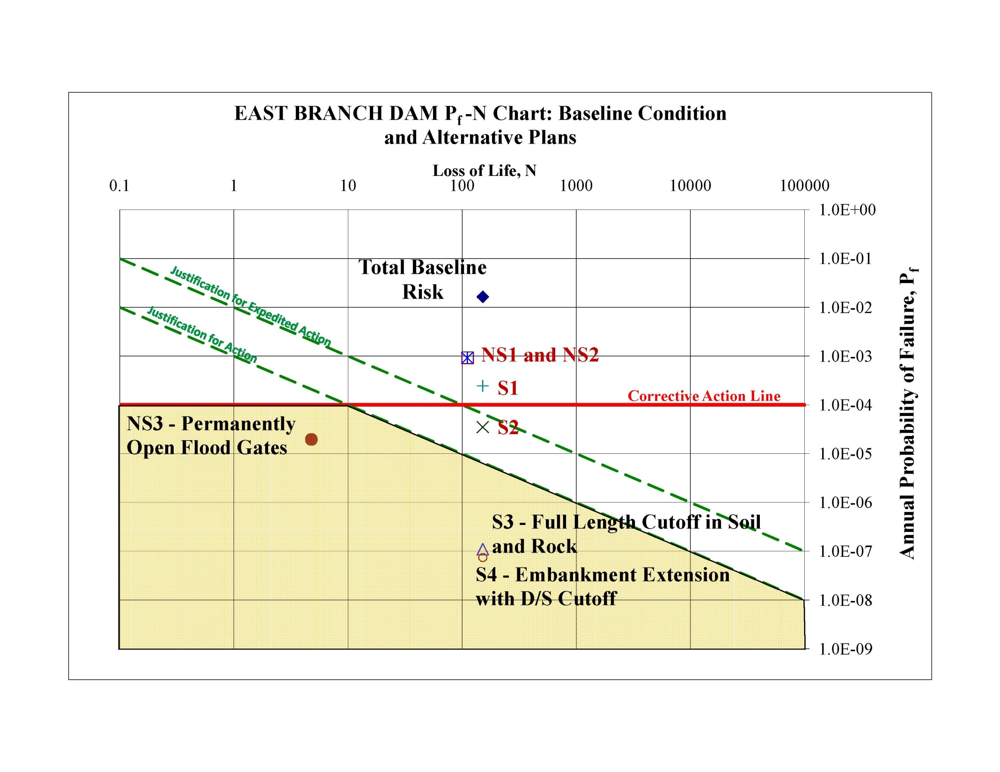 EAST BRANCH DAM Pf -N Chart: Baseline Condition
and Alternative Plans
Loss of Life, N
0.1 1 10 100 1000 10000 100000
1.0E+00
1.0E-01
1.0E-02
1.0E-03
1.0E-04
1.0E-05
1.0E-06
1.0E-07
1.0E-08
1.0E-09
Annual Probability of Failure, Pf
Justification for Expedited Action
Justification for Action
Total Baseline
Risk
NS1 and NS2
S1
Corrective Action Line
S2
NS3 - Permanently
Open Flood Gates
S3 - Full Length Cutoff in Soil
and Rock
S4 - Embankment Extension
with D/S Cutoff